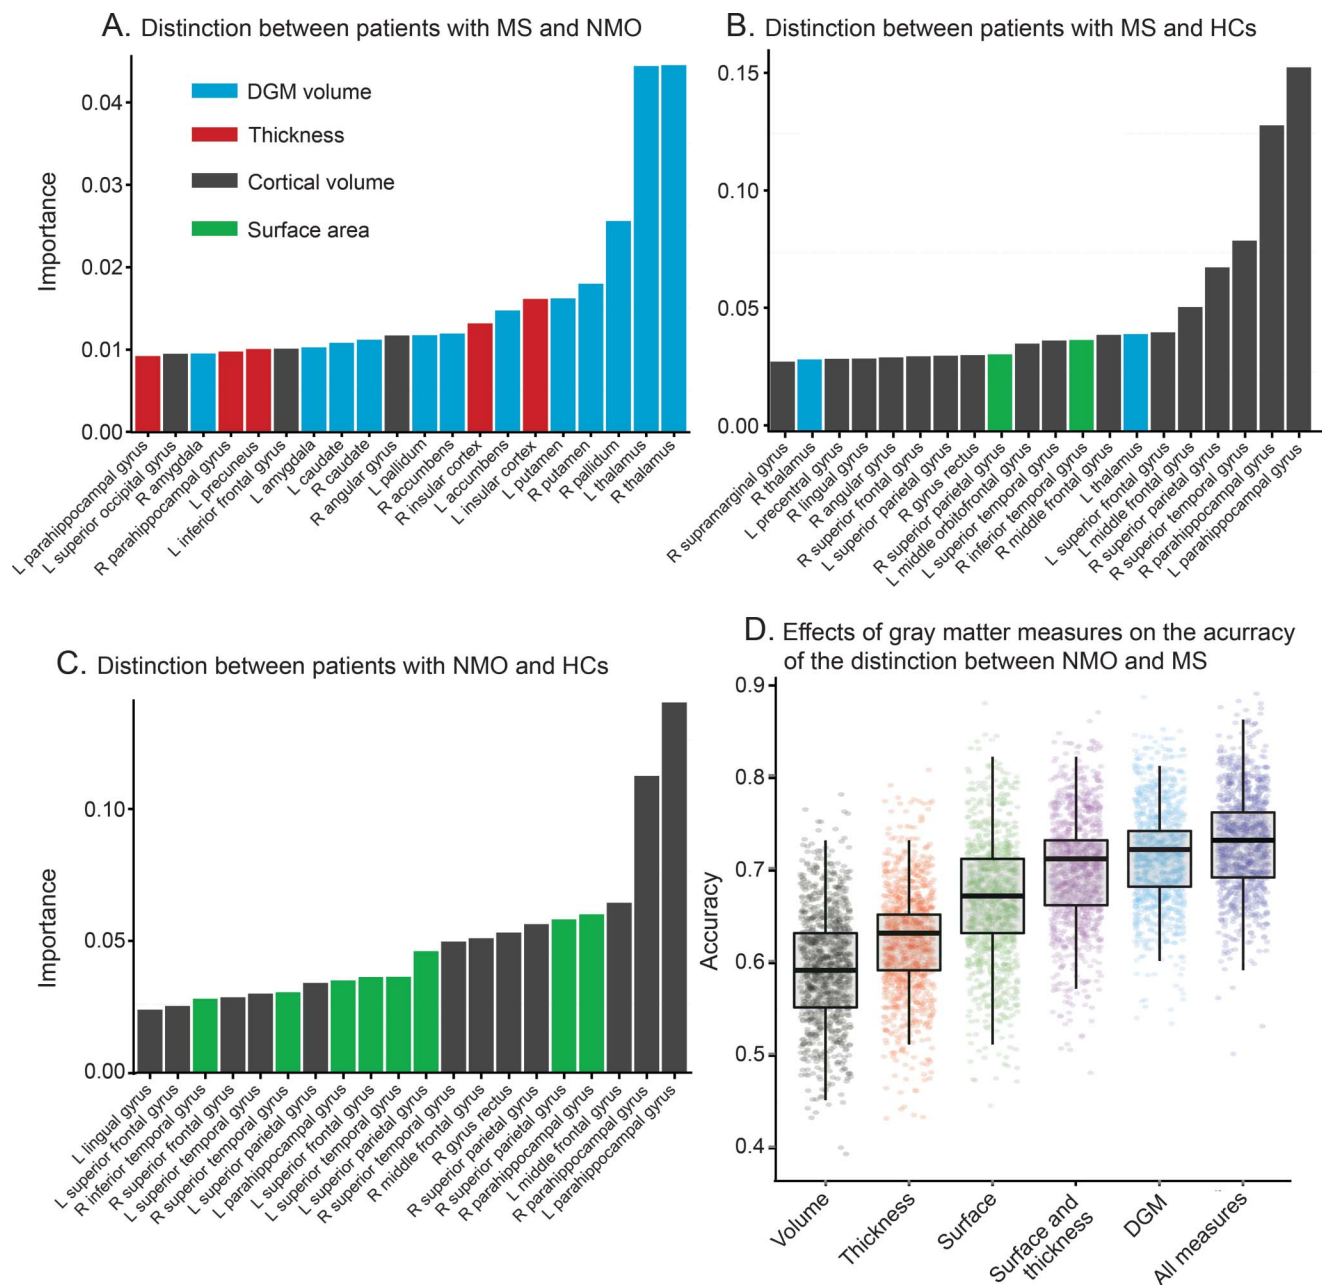 A. Distinction between patients with MS and NMO
Importance
0.04
0.03
0.02
0.01
0.00
DGM volume
Thickness
Cortical volume
Surface area
L parahippocampal gyrus
L superior occipital gyrus
R amygdala
R parahippocampal gyrus
L precuneus
L inferior frontal gyrus
L amygdala
L caudate
R caudate
R angular gyrus
L pallidum
R accumbens
R insular cortex
L accumbens
L insular cortex
L putamen
R putamen
R pallidum
L thalamus
R thalamus
B. Distinction between patients with MS and HCs
0.15
0.10
0.05
0.00
R supramarginal gyrus
R thalamus
L precentral gyrus
R lingual gyrus
R angular gyrus
R superior frontal gyrus
L superior parietal gyrus
R gyrus rectus
R superior parietal gyrus
L middle orbitofrontal gyrus
L superior temporal gyrus
R inferior temporal gyrus
R middle frontal gyrus
L thalamus
L superior frontal gyrus
L middle frontal gyrus
R superior parietal gyrus
R superior temporal gyrus
R parahippocampal gyrus
L parahippocampal gyrus
C. Distinction between patients with NMO and HCs
Importance
0.10
0.05
0.00
L lingual gyrus
L superior frontal gyrus
R inferior temporal gyrus
R superior frontal gyrus
L superior temporal gyrus
R superior temporal gyrus
L superior parietal gyrus
L parahippocampal gyrus
L superior frontal gyrus
L superior temporal gyrus
L superior parietal gyrus
R superior temporal gyrus
R middle frontal gyrus
R gyrus rectus
R superior parietal gyrus
R superior parietal gyrus
R parahippocampal gyrus
L middle frontal gyrus
R parahippocampal gyrus
L parahippocampal gyrus
D. Effects of gray matter measures on the acurracy
of the distinction between NMO and MS
Accuracy
0.9
0.8
0.7
0.6
0.5
0.4
Volume
Thickness
Surface
Surface and
thickness
DGM
All measures